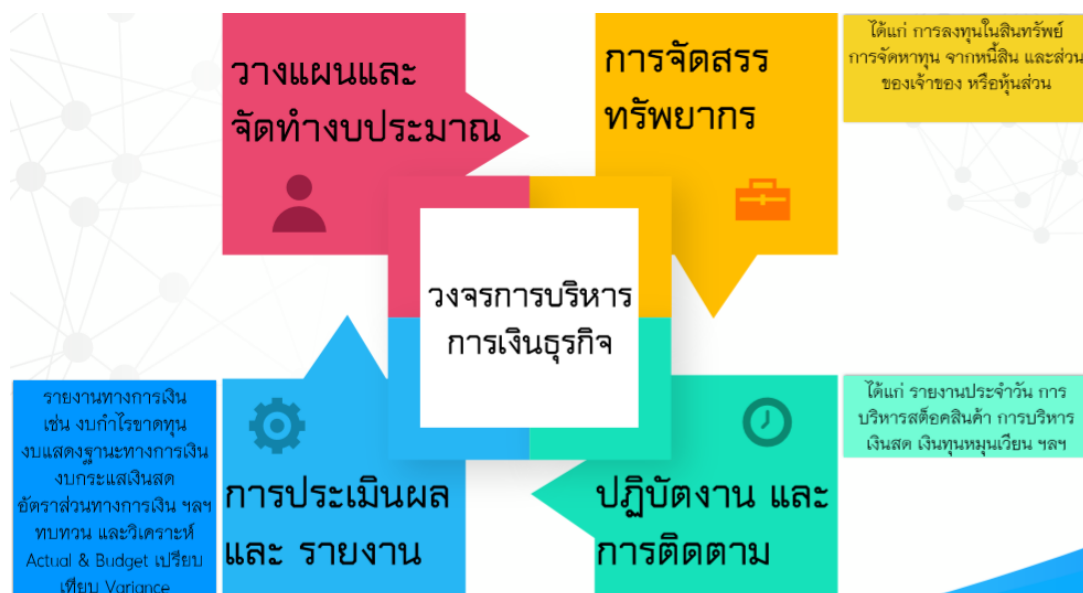 วางแผนและ
จัดทำงบประมาณ
การจัดสรร
ทรัพยากร
ได้แก่ การลงทุนในสินทรัพย์
การจัดหาทุน จากหนี้สิน และส่วน
ของเจ้าของ หรือหุ้นส่วน
วงจรการบริหาร
การเงินธุรกิจ
รายงานทางการเงิน
เช่น งบกำไรขาดทุน
งบแสดงฐานะทางการเงิน
งบกระแสเงินสด
อัตราส่วนทางการเงิน ฯลฯ
ทบทวน และวิเคราะห์
Actual & Budget เปรียบ
เทียบ Variance
การประเมินผล
และ รายงาน
ปฏิบัตงาน และ
การติดตาม
ได้แก่ รายงานประจำวัน การ
บริหารสต็อคสินค้า การบริหาร
เงินสด เงินทุนหมุนเวียน ฯลฯ